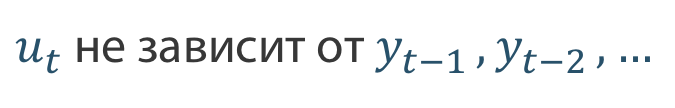 u_t не зависит от y_{t−1} , y_{t−2} , ...